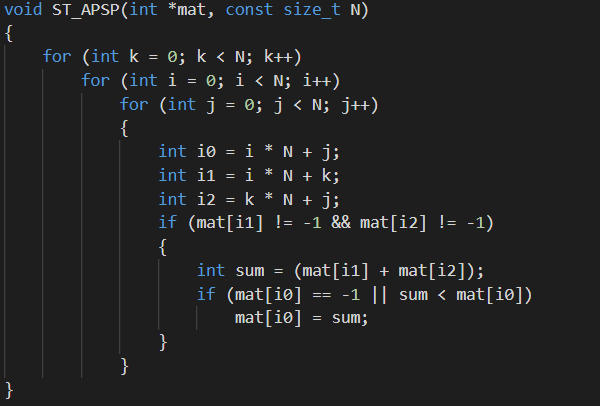 void ST_APSP(int *mat, const size_t N)
{
    for (int k = 0; k < N; k++)
        for (int i = 0; i < N; i++)
            for (int j = 0; j < N; j++)
            {
                int i0 = i * N + j;
                int i1 = i * N + k;
                int i2 = k * N + j;
                if (mat[i1] != -1 && mat[i2] != -1)
                {
                    int sum = (mat[i1] + mat[i2]);
                    if (mat[i0] == -1 || sum < mat[i0])
                        mat[i0] = sum;
                }
            }
}